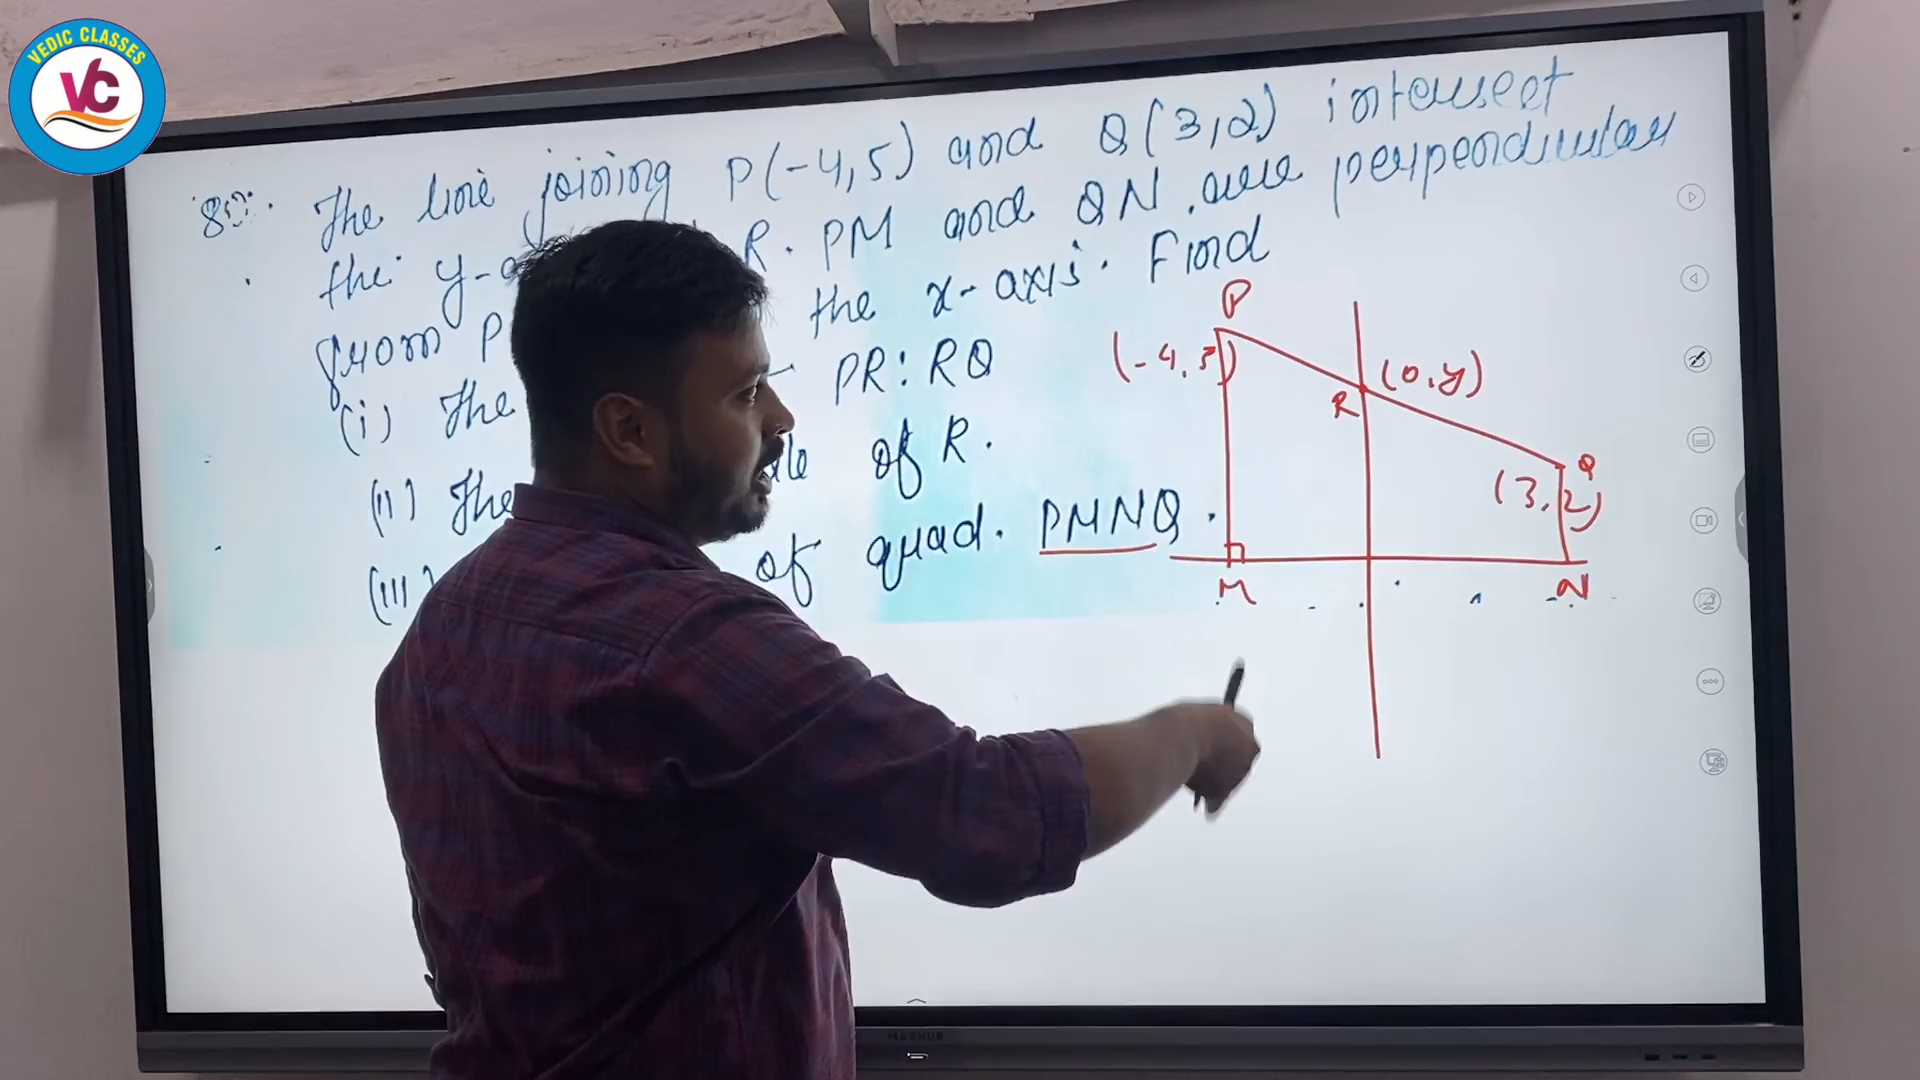 VEDIC CLASSES
VC
The line joining P(-4,5) and Q(3,2) intersect
the y- R. PM and QN are perpendicular
from P the x-axis. Find
(i) The PR:RQ
(ii) The of R.
(iii) of quad. PMNQ.
P
(-4,5)
(0,y)
R
Q
(3,2)
M
N
MAXHUB